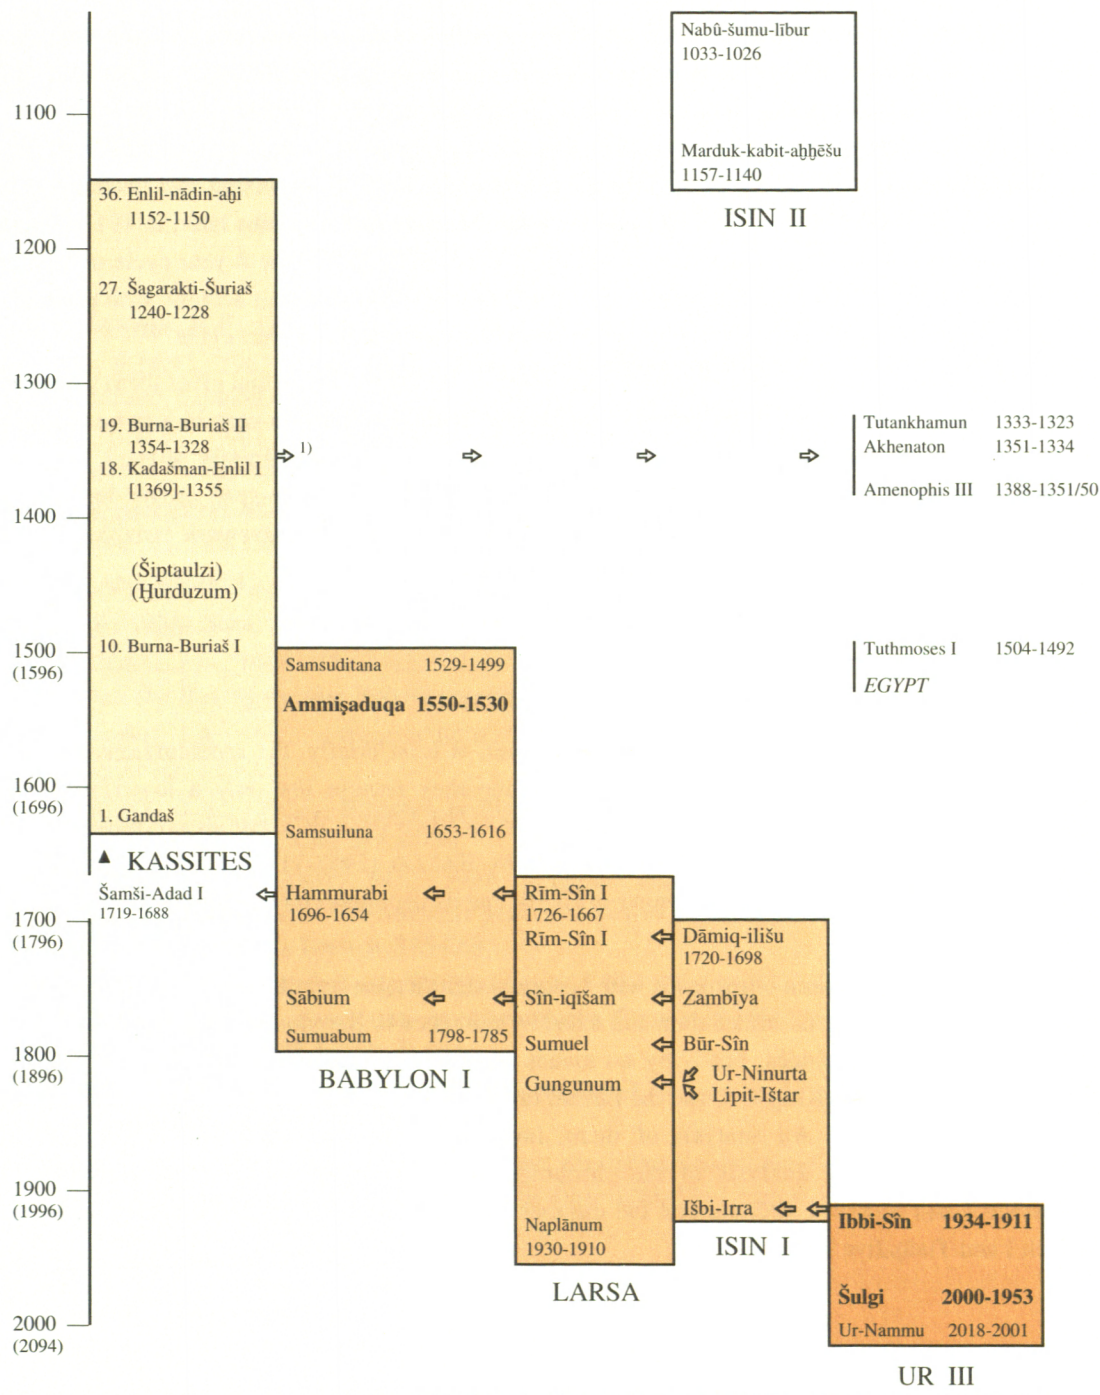 Nabû-šumu-lības
1033-1026
1100
Marduk-kabit-aḫḫēšu
1157-1140
36. Enlil-nādin-aḫi
1152-1150
ISIN II
1200
27. Šagarakti-Šuriaš
1240-1228
1300
19. Burna-Buriaš II
1354-1328
1)
18. Kadašman-Enlil I
[1369]-1355
Tutankhamun 1333-1323
Akhenaton 1351-1334
Amenophis III 1388-1351/50
1400
(Šiptaulzi)
(Ḫurduzum)
1500
(1596)
10. Burna-Buriaš I
Samsuditana 1529-1499
Ammiṣaduqa 1550-1530
Tuthmoses I 1504-1492
EGYPT
1600
(1696)
1. Gandaš
Samsuiluna 1653-1616
▲ KASSITES
Šamši-Adad I
1719-1688
Hammurabi
1696-1654
Rīm-Sîn I
1726-1667
1700
(1796)
Rīm-Sîn I
Dāmiq-ilišu
1720-1698
Sābium
Sîn-iqīšam
Zambīya
Sumuabum 1798-1785
Sumuel
Būr-Sîn
1800
(1896)
BABYLON I
Gungunum
Ur-Ninurta
Lipit-Ištar
1900
(1996)
Išbi-Irra
Naplānum
1930-1910
ISIN I
LARSA
Ibbi-Sîn 1934-1911
Šulgi 2000-1953
Ur-Nammu 2018-2001
2000
(2094)
UR III